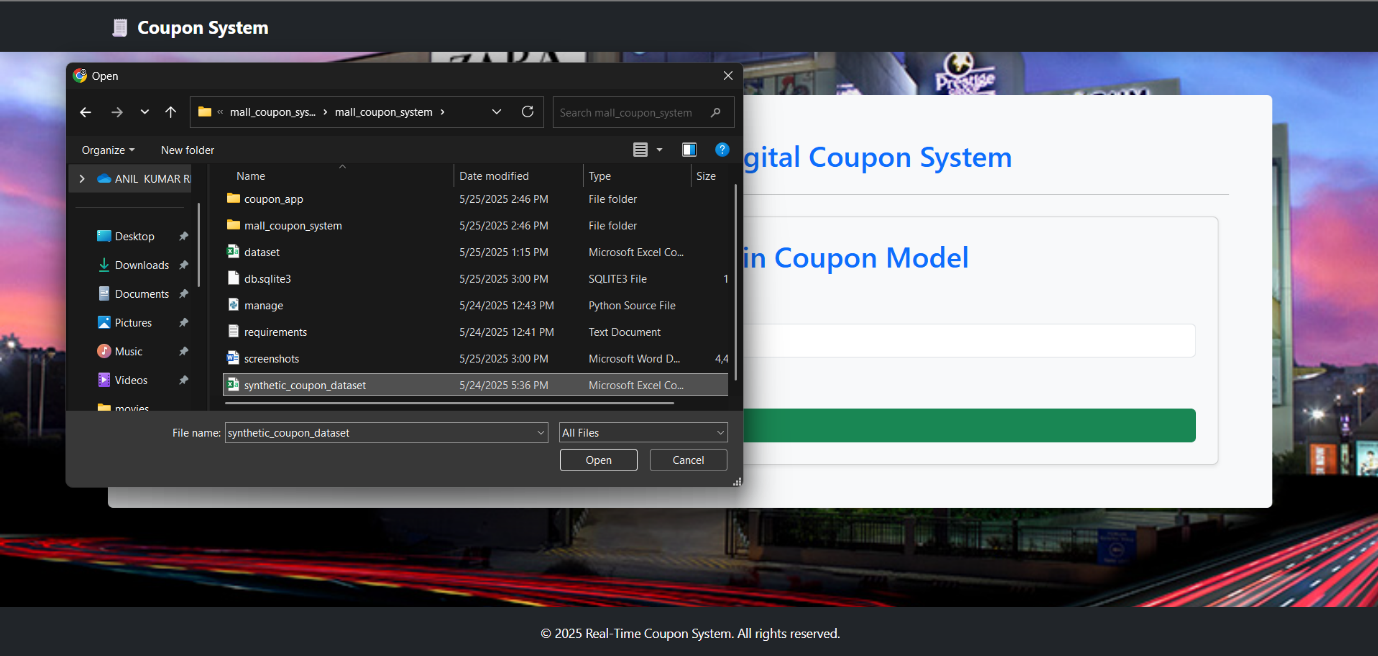 Coupon System
ZARA
Prestige
Open
mall_coupon_sys... › mall_coupon_system ›
Search mall_coupon_system
Organize
New folder
gital Coupon System
in Coupon Model
ANIL KUMAR R
Desktop
Downloads
Documents
Pictures
Music
Videos
movies
Name Date modified Type Size
coupon_app 5/25/2025 2:46 PM File folder
mall_coupon_system 5/25/2025 2:46 PM File folder
dataset 5/25/2025 1:15 PM Microsoft Excel Co...
db.sqlite3 5/25/2025 3:00 PM SQLITE3 File 1
manage 5/24/2025 12:43 PM Python Source File
requirements 5/24/2025 12:41 PM Text Document
screenshots 5/25/2025 3:00 PM Microsoft Word D... 4,4
synthetic_coupon_dataset 5/24/2025 5:36 PM Microsoft Excel Co...
File name: synthetic_coupon_dataset All Files
Open Cancel
© 2025 Real-Time Coupon System. All rights reserved.